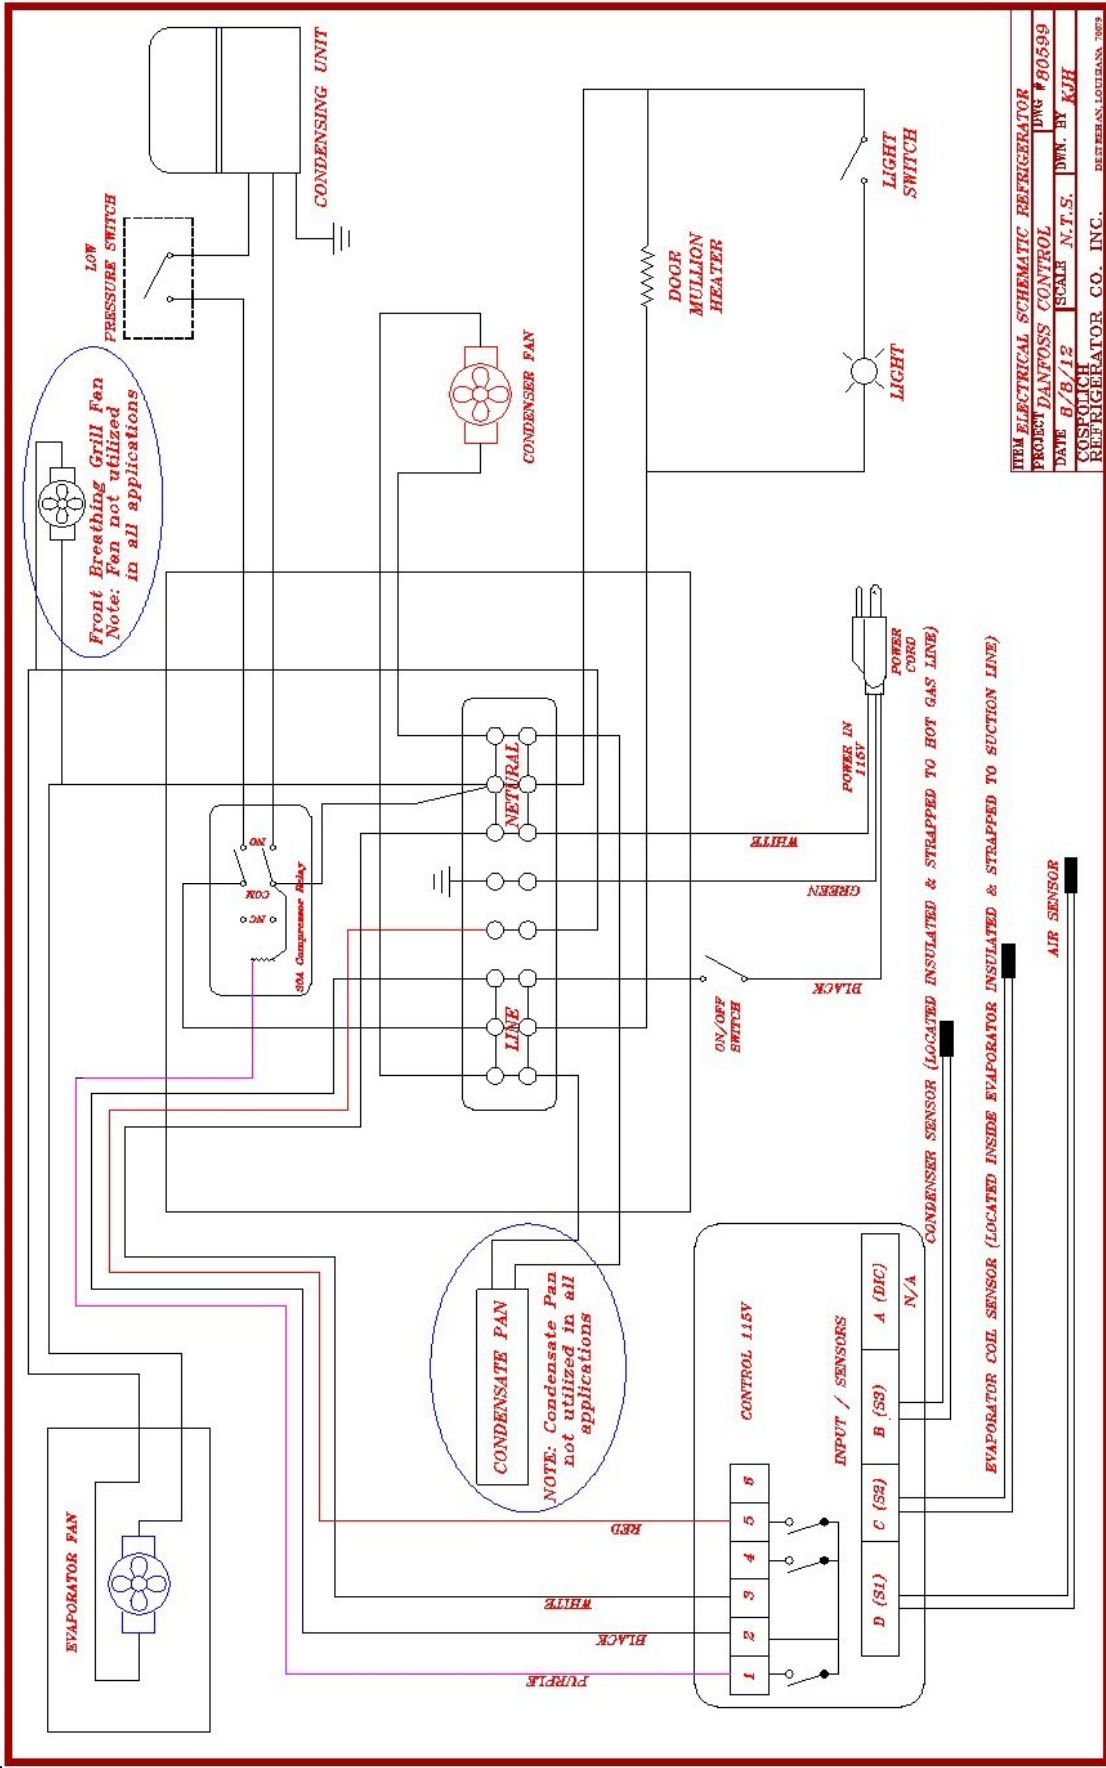 EVAPORATOR FAN
Front Breathing Grill Fan
Note: Fan not utilized
in all applications
LOW
PRESSURE SWITCH
CONDENSING UNIT
NO
COM
NC
30A Compressor Relay
CONDENSER FAN
DOOR
MULLION
HEATER
LIGHT
SWITCH
LIGHT
LINE
NETURAL
CONDENSATE PAN
NOTE: Condensate Pan
not utilized in all
applications
ON/OFF
SWITCH
WHITE
GREEN
BLACK
POWER IN
115V
POWER
CORD
PURPLE
BLACK
WHITE
RED
CONTROL 115V
1
2
3
4
5
6
INPUT / SENSORS
D (S1)
C (S2)
B (S3)
A (DIC)
N/A
CONDENSER SENSOR (LOCATED INSULATED & STRAPPED TO HOT GAS LINE)
EVAPORATOR COIL SENSOR (LOCATED INSIDE EVAPORATOR INSULATED & STRAPPED TO SUCTION LINE)
AIR SENSOR
ITEM ELECTRICAL SCHEMATIC REFRIGERATOR
PROJECT DANFOSS CONTROL DWG # 80599
DATE 8/8/12 SCALE N.T.S. DWN. BY KJH
COSPOLICH
REFRIGERATOR CO. INC. DESTREHAN, LOUISIANA 70079